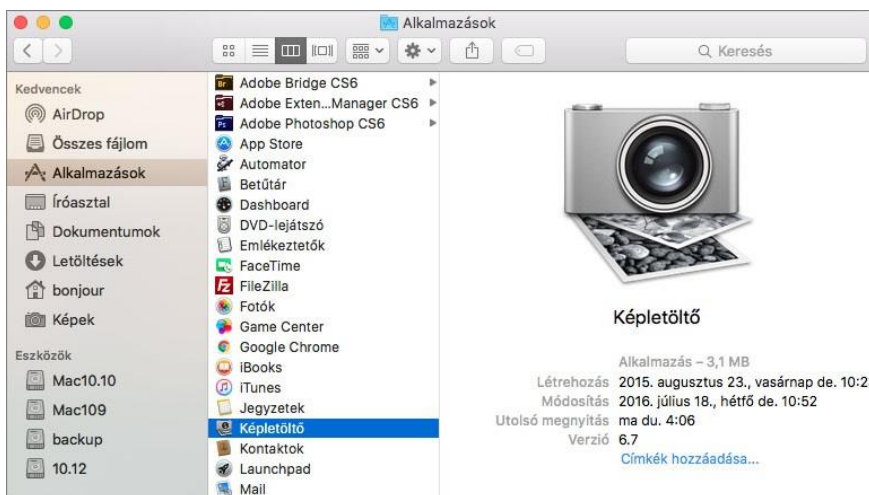 Alkalmazások
Keresés
Kedvencek
AirDrop
Összes fájlom
Alkalmazások
Íróasztal
Dokumentumok
Letöltések
bonjour
Képek
Eszközök
Mac10.10
Mac109
backup
10.12
Br Adobe Bridge CS6
Adobe Exten...Manager CS6
Ps Adobe Photoshop CS6
App Store
Automator
Betűtár
Dashboard
DVD-lejátszó
Emlékeztetők
FaceTime
Fz FileZilla
Fotók
Game Center
Google Chrome
iBooks
iTunes
Jegyzetek
Képletöltő
Kontaktok
Launchpad
Mail
Képletöltő
Alkalmazás – 3,1 MB
Létrehozás 2015. augusztus 23., vasárnap de. 10:2
Módosítás 2016. július 18., hétfő de. 10:52
Utolsó megnyitás ma du. 4:06
Verzió 6.7
Címkék hozzáadása...